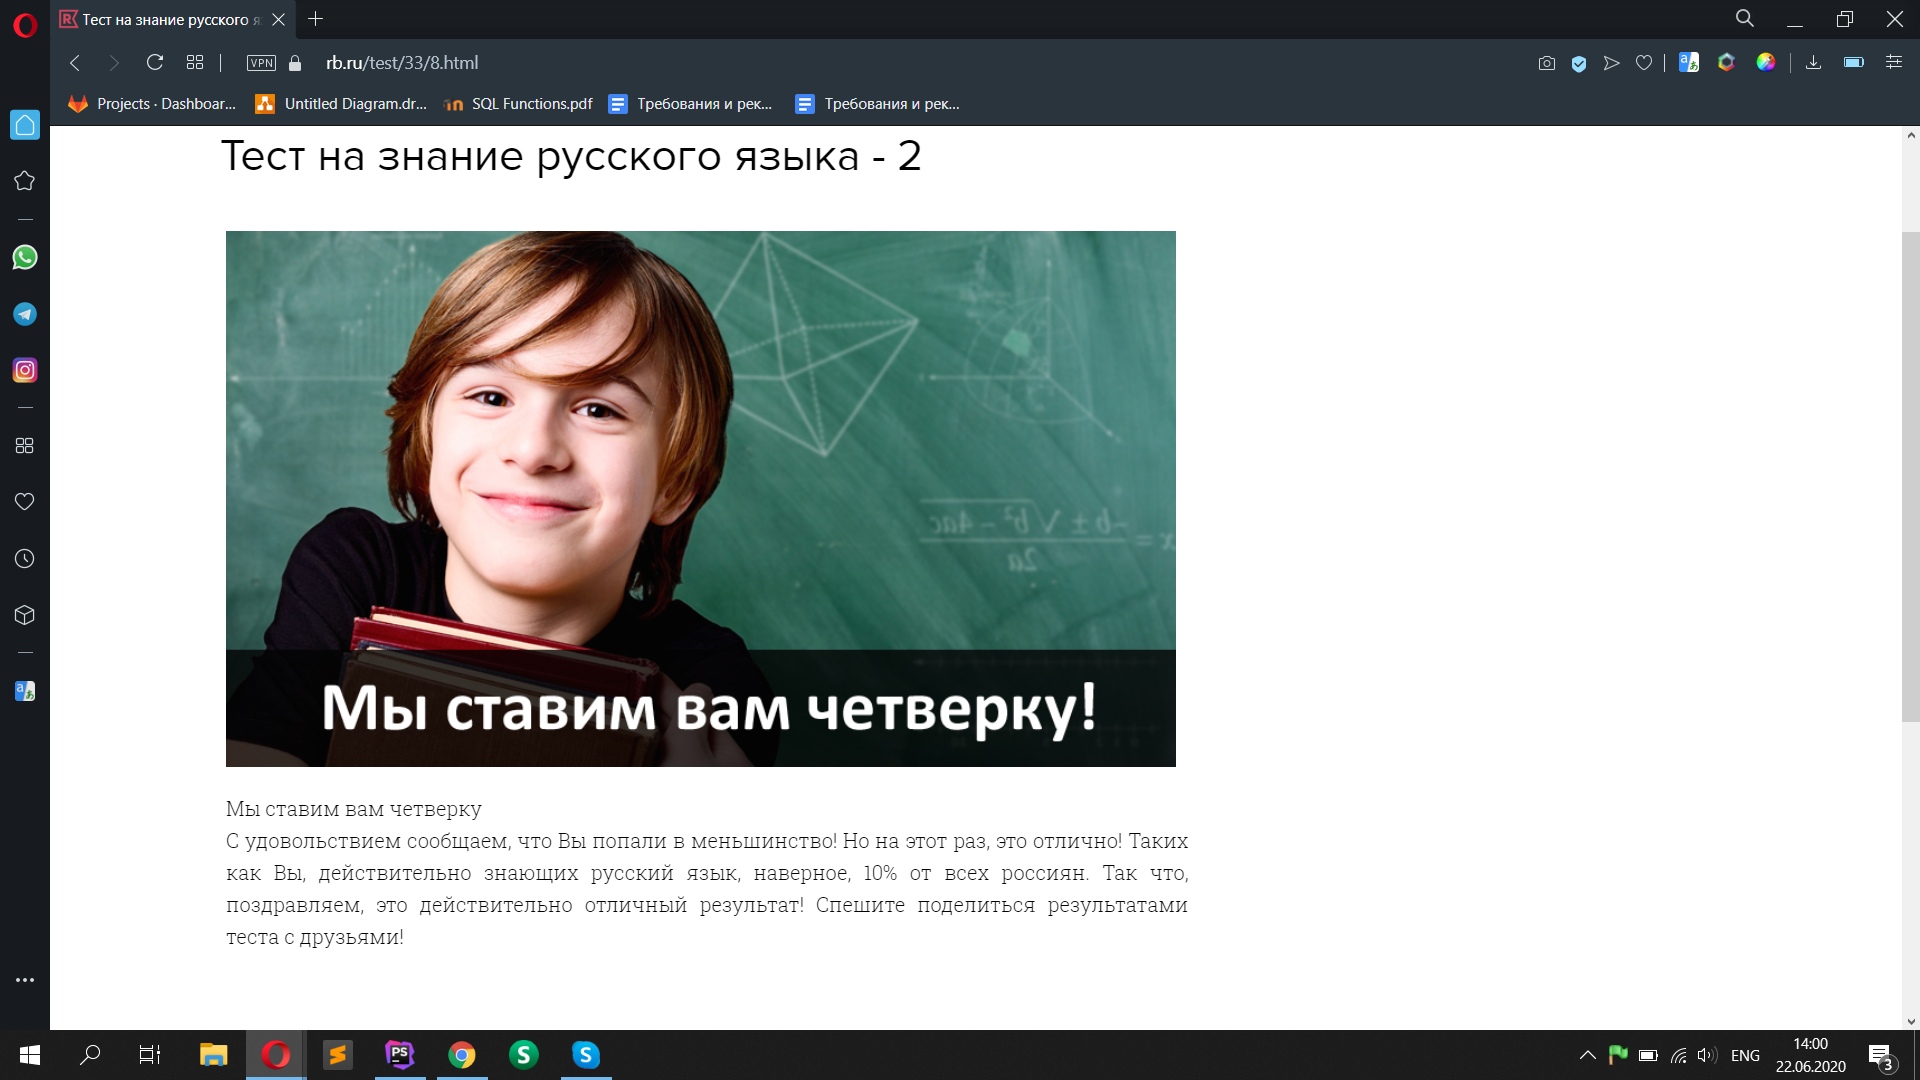 Тест на знание русского я
rb.ru/test/33/8.html
VPN
Projects · Dashboar...
Untitled Diagram.dr...
SQL Functions.pdf
Требования и рек...
Требования и рек...
Тест на знание русского языка - 2
Мы ставим вам четверку!
Мы ставим вам четверку
С удовольствием сообщаем, что Вы попали в меньшинство! Но на этот раз, это отлично! Таких
как Вы, действительно знающих русский язык, наверное, 10% от всех россиян. Так что,
поздравляем, это действительно отличный результат! Спешите поделиться результатами
теста с друзьями!
ENG
14:00
22.06.2020
3